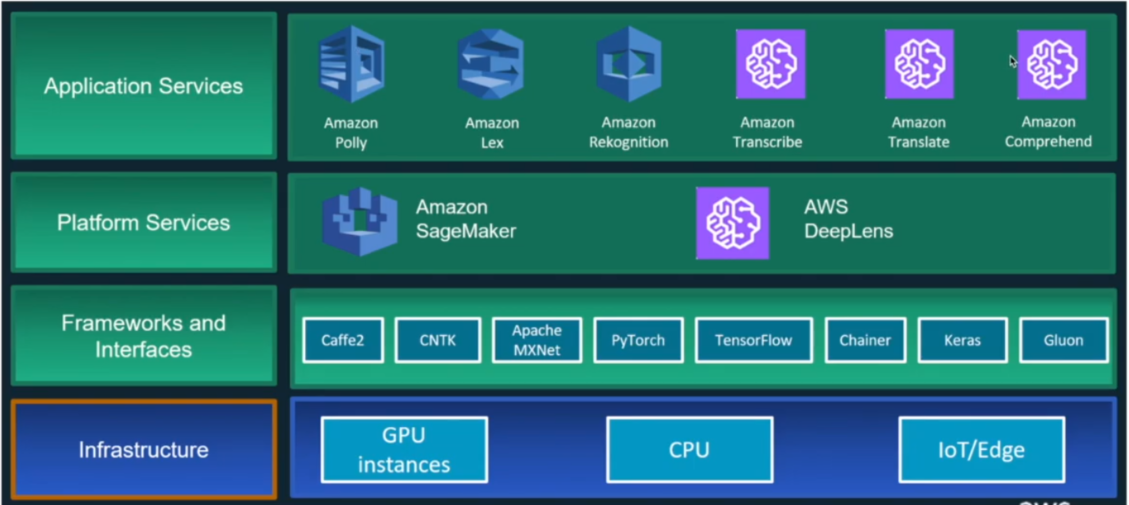 Application Services
Amazon
Polly
Amazon
Lex
Amazon
Rekognition
Amazon
Transcribe
Amazon
Translate
Amazon
Comprehend
Platform Services
Amazon
SageMaker
AWS
DeepLens
Frameworks and
Interfaces
Caffe2
CNTK
Apache
MXNet
PyTorch
TensorFlow
Chainer
Keras
Gluon
Infrastructure
GPU
instances
CPU
IoT/Edge